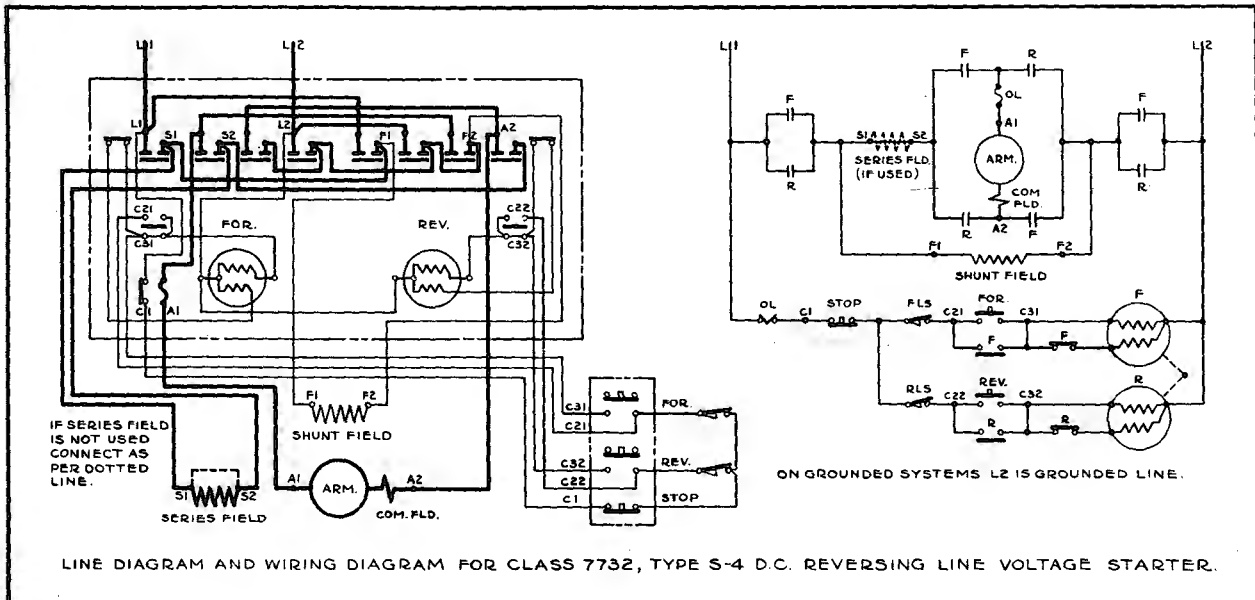 L1
L2
L1
S1
S2
L2
F1
F2
A2
C21
C31
FOR.
REV.
C22
C32
C1
A1
F1
F2
SHUNT FIELD
IF SERIES FIELD
IS NOT USED
CONNECT AS
PER DOTTED
LINE.
S1
S2
SERIES FIELD
A1
ARM.
A2
COM. FLD.
C31
FOR.
C21
C32
REV.
C22
C1
STOP
L1
L2
F
R
OL
A1
F
F
S1
S2
SERIES FLD.
(IF USED)
ARM.
R
R
COM
FLD.
R
A2
F
F1
F2
SHUNT FIELD
OL
C1
STOP
FLS
C21
FOR.
C31
F
F
F
RLS
C22
REV.
C32
R
R
R
ON GROUNDED SYSTEMS L2 IS GROUNDED LINE.
LINE DIAGRAM AND WIRING DIAGRAM FOR CLASS 7732, TYPE S-4 D.C. REVERSING LINE VOLTAGE STARTER.